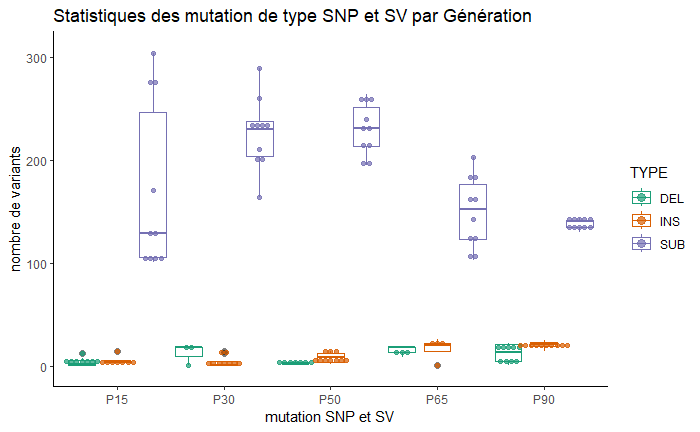 Statistiques des mutation de type SNP et SV par Génération
300
200
100
0
nombre de variants
P15 P30 P50 P65 P90
mutation SNP et SV
TYPE
DEL
INS
SUB